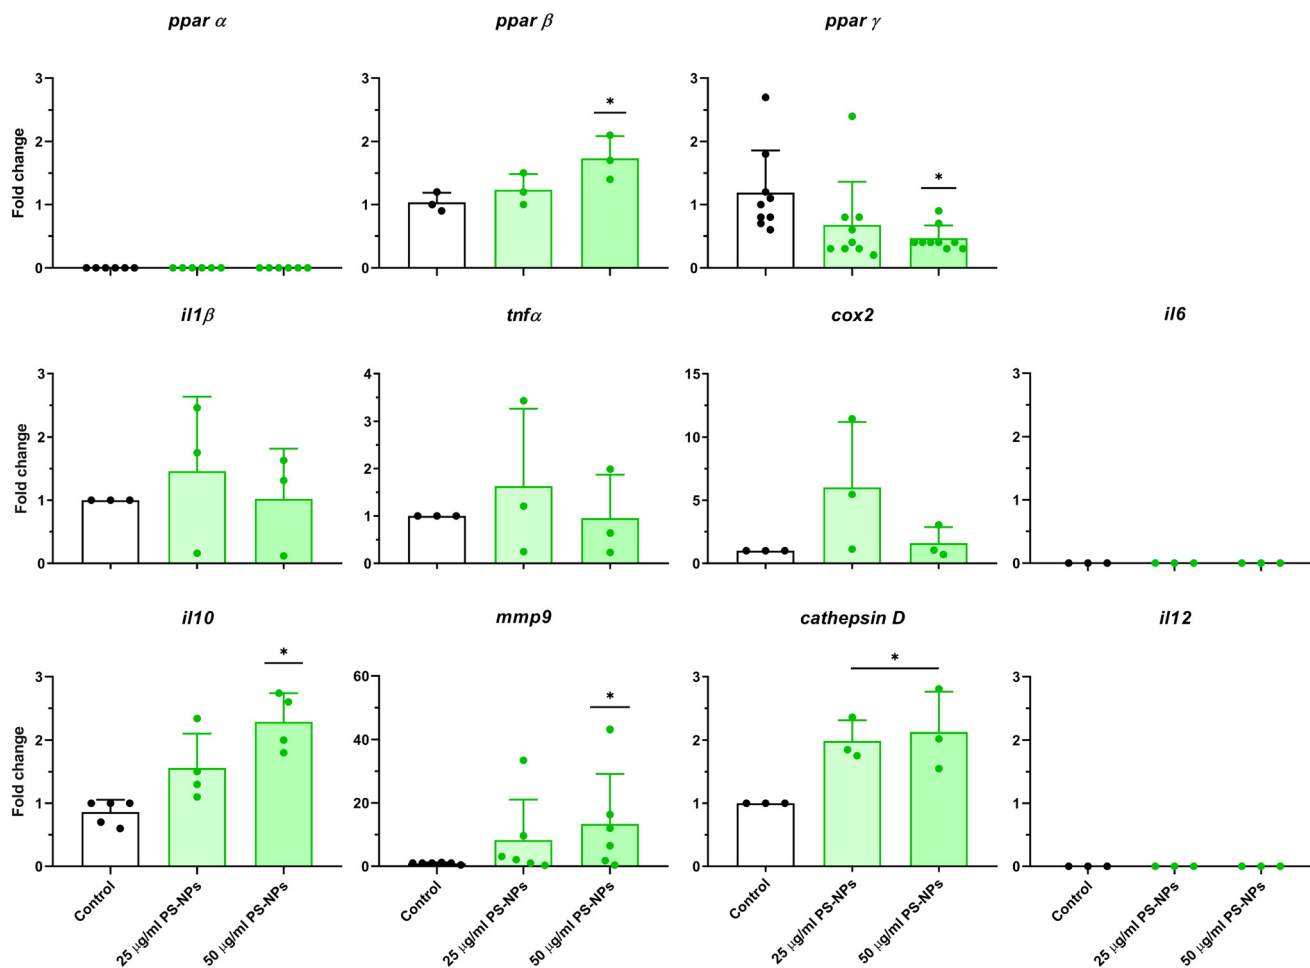 ppar α
ppar β
ppar γ
3
2
1
0
Fold change
3
2
1
0
*
3
2
1
0
*
il1β
tnfα
cox2
il6
3
2
1
0
Fold change
4
3
2
1
0
15
10
5
0
3
2
1
0
il10
mmp9
cathepsin D
il12
3
2
1
0
Fold change
*
60
40
20
0
*
3
2
1
0
*
3
2
1
0
Control
25 µg/ml PS-NPs
50 µg/ml PS-NPs
Control
25 µg/ml PS-NPs
50 µg/ml PS-NPs
Control
25 µg/ml PS-NPs
50 µg/ml PS-NPs
Control
25 µg/ml PS-NPs
50 µg/ml PS-NPs